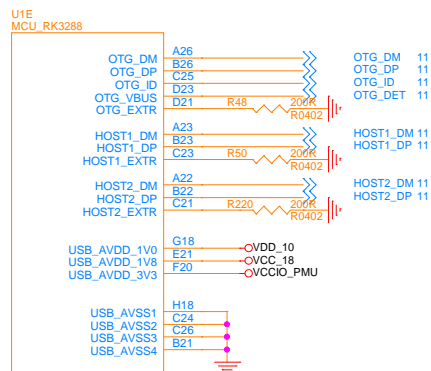 U1E
MCU_RK3288
OTG_DM A26 OTG_DM 11
OTG_DP B26 OTG_DP 11
OTG_ID C25 OTG_ID 11
OTG_VBUS D23 OTG_DET 11
OTG_EXTR D21 R48 200R
R0402
HOST1_DM A23 HOST1_DM 11
HOST1_DP B23 HOST1_DP 11
HOST1_EXTR C23 R50 200R
R0402
HOST2_DM A22 HOST2_DM 11
HOST2_DP B22 HOST2_DP 11
HOST2_EXTR C21 R220 200R
R0402
USB_AVDD_1V0 G18 VDD_10
USB_AVDD_1V8 E21 VCC_18
USB_AVDD_3V3 F20 VCCIO_PMU
USB_AVSS1 H18
USB_AVSS2 C24
USB_AVSS3 C26
USB_AVSS4 B21